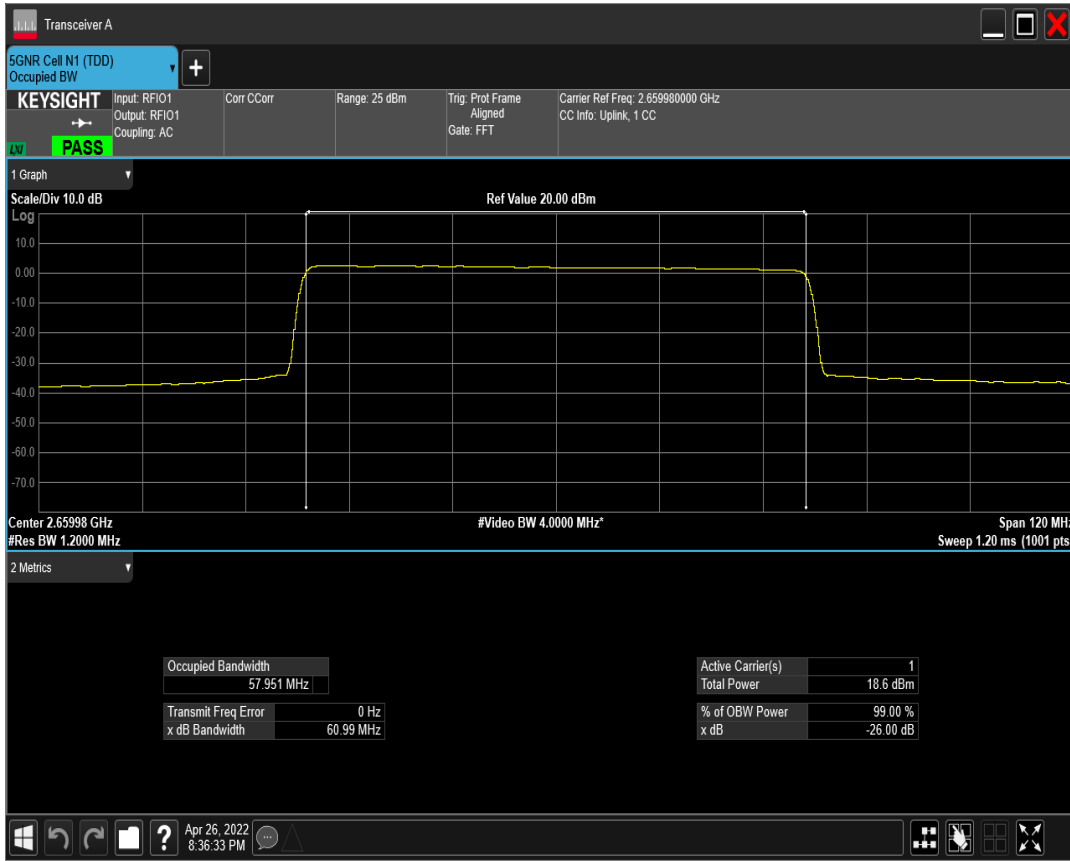 Transceiver A
5GNR Cell N1 (TDD)
Occupied BW
+
KEYSIGHT
LXI PASS
Input: RFIO1
Output: RFIO1
Coupling: AC
Corr CCorr
Range: 25 dBm
Trig: Prot Frame
Aligned
Gate: FFT
Carrier Ref Freq: 2.659980000 GHz
CC Info: Uplink, 1 CC
1 Graph
Scale/Div 10.0 dB
Ref Value 20.00 dBm
Log
10.0
0.00
-10.0
-20.0
-30.0
-40.0
-50.0
-60.0
-70.0
Center 2.65998 GHz
#Video BW 4.0000 MHz*
Span 120 MHz
#Res BW 1.2000 MHz
Sweep 1.20 ms (1001 pts
2 Metrics
Occupied Bandwidth
57.951 MHz
Transmit Freq Error 0 Hz
x dB Bandwidth 60.99 MHz
Active Carrier(s) 1
Total Power 18.6 dBm
% of OBW Power 99.00 %
x dB -26.00 dB
?
Apr 26, 2022
8:36:33 PM